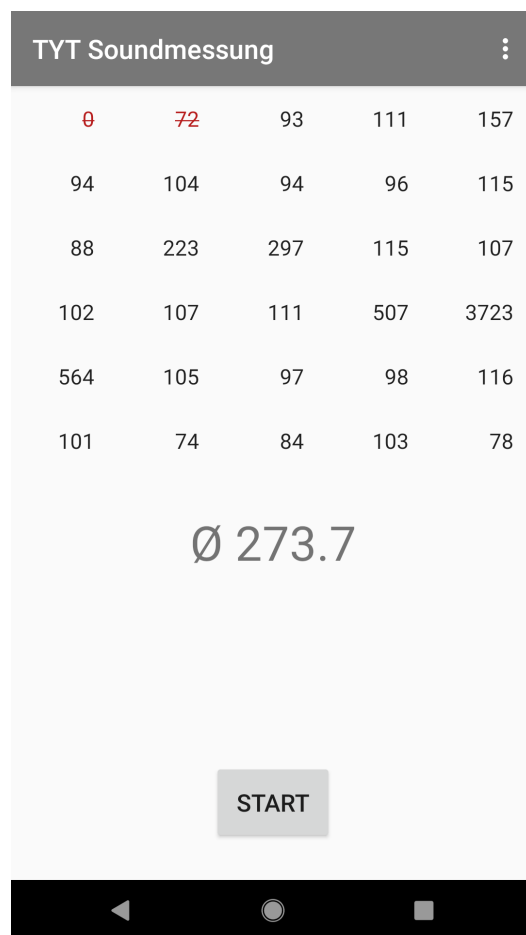 TYT Soundmessung
0 72 93 111 157
94 104 94 96 115
88 223 297 115 107
102 107 111 507 3723
564 105 97 98 116
101 74 84 103 78
Ø 273.7
START